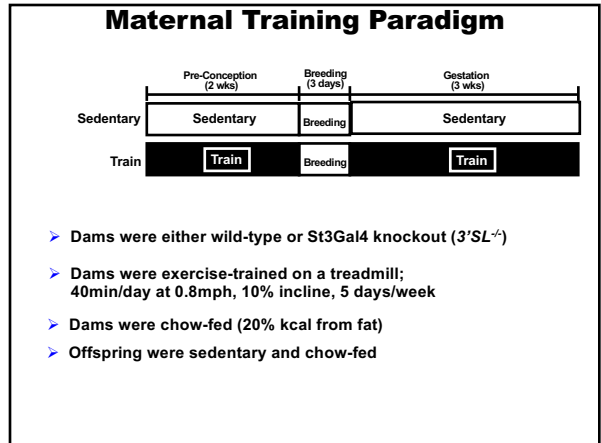 Maternal Training Paradigm
Pre-Conception
(2 wks)
Breeding
(3 days)
Gestation
(3 wks)
Sedentary Sedentary Breeding Sedentary
Train Train Breeding Train
➢ Dams were either wild-type or St3Gal4 knockout (3'SL-/-)
➢ Dams were exercise-trained on a treadmill;
40min/day at 0.8mph, 10% incline, 5 days/week
➢ Dams were chow-fed (20% kcal from fat)
➢ Offspring were sedentary and chow-fed